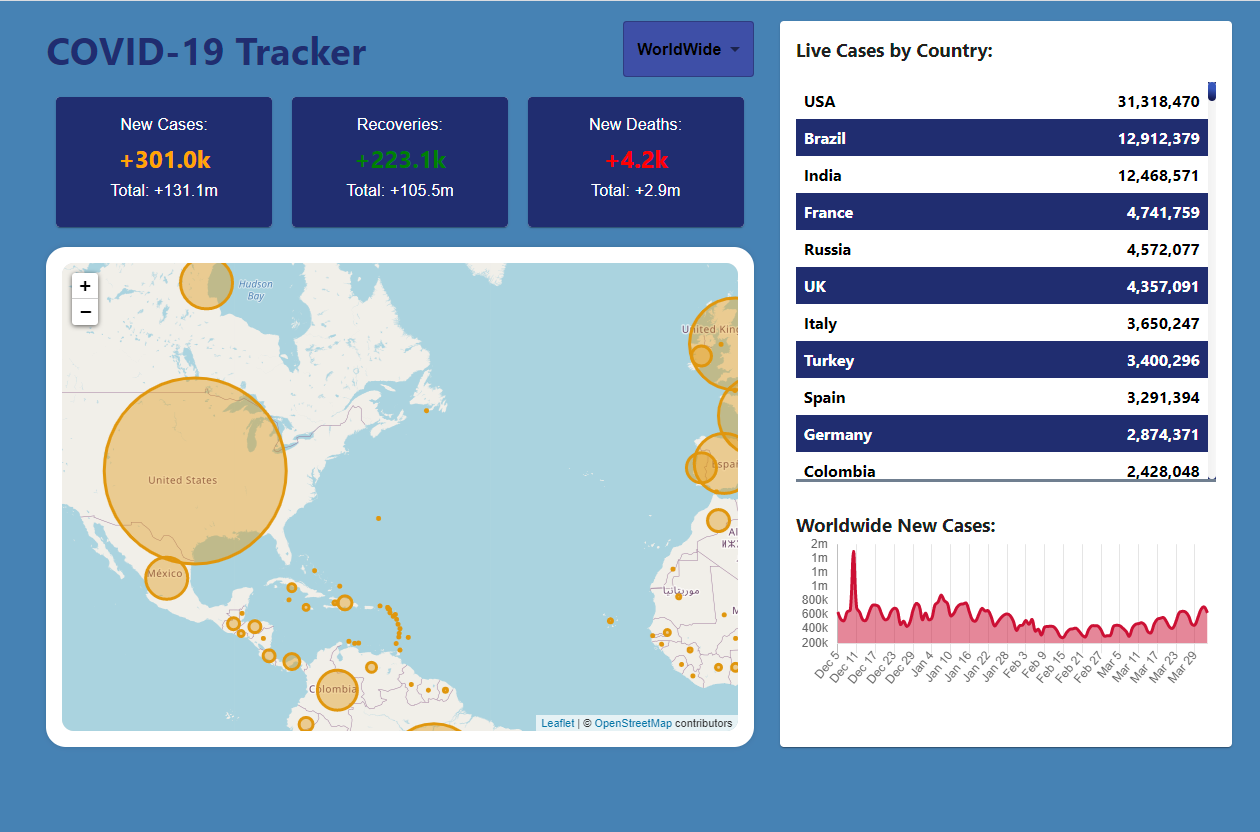 COVID-19 Tracker
WorldWide
New Cases:
+301.0k
Total: +131.1m
Recoveries:
+223.1k
Total: +105.5m
New Deaths:
+4.2k
Total: +2.9m
+
−
Hudson
Bay
United States
México
Colombia
United King
Espai
Al
موريتانيا
M
Leaflet | © OpenStreetMap contributors
Live Cases by Country:
USA 31,318,470
Brazil 12,912,379
India 12,468,571
France 4,741,759
Russia 4,572,077
UK 4,357,091
Italy 3,650,247
Turkey 3,400,296
Spain 3,291,394
Germany 2,874,371
Colombia 2,428,048
Worldwide New Cases:
2m
1m
1m
1m
800k
600k
400k
200k
Dec 5
Dec 11
Dec 17
Dec 23
Dec 29
Jan 4
Jan 10
Jan 16
Jan 22
Jan 28
Feb 3
Feb 9
Feb 15
Feb 21
Feb 27
Mar 5
Mar 11
Mar 17
Mar 23
Mar 29